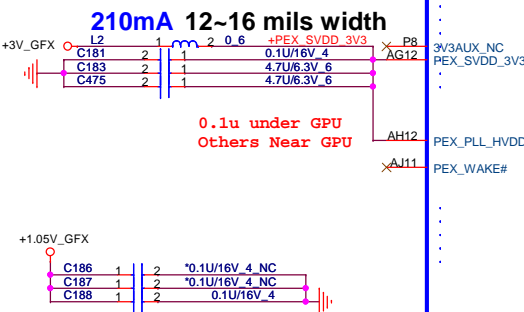 210mA 12~16 mils width
+3V_GFX L2 1 2 0_6 +PEX_SVDD_3V3 P8 3V3AUX_NC
C181 2 1 0.1U/16V_4 AG12 PEX_SVDD_3V3
C183 2 1 4.7U/6.3V_6
C475 2 1 4.7U/6.3V_6
0.1u under GPU
Others Near GPU
AH12 PEX_PLL_HVDD
AJ11 PEX_WAKE#
+1.05V_GFX
C186 1 2 *0.1U/16V_4_NC
C187 1 2 *0.1U/16V_4_NC
C188 1 2 0.1U/16V_4